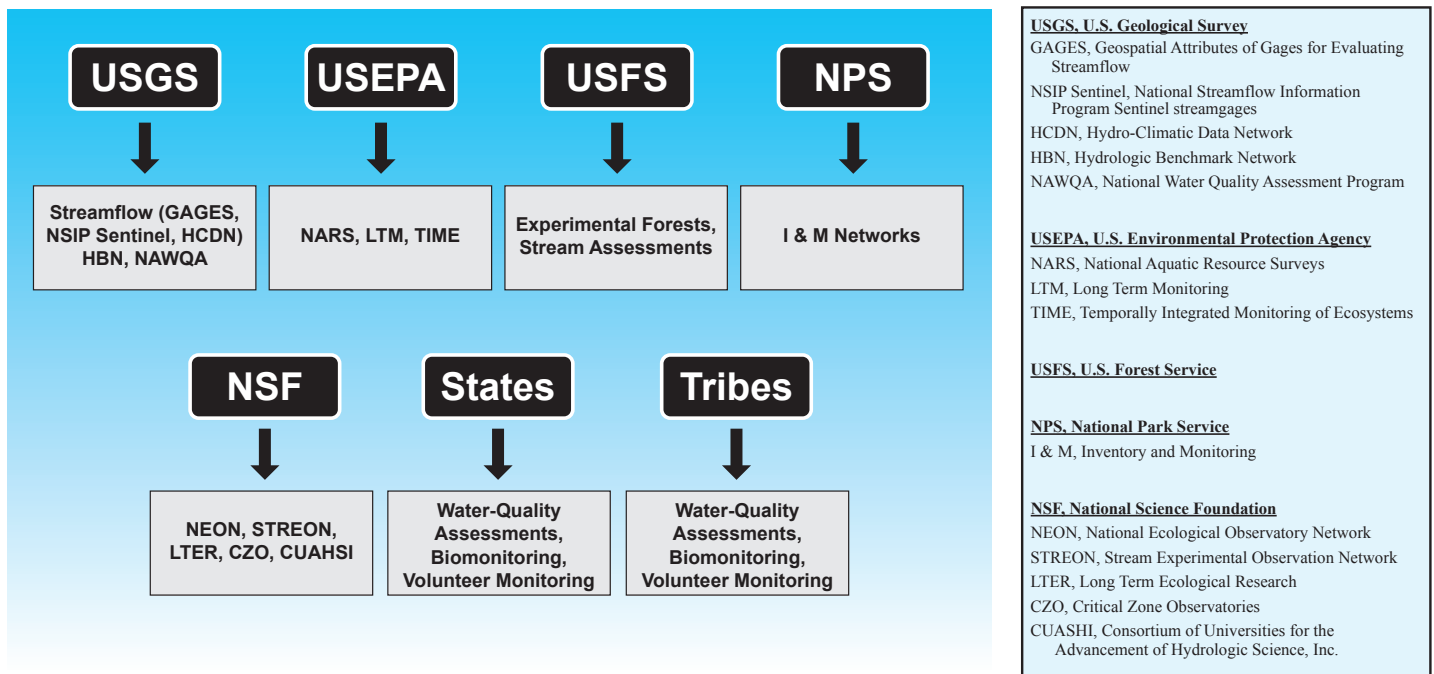 USGS
USEPA
USFS
NPS
Streamflow (GAGES,
NSIP Sentinel, HCDN)
HBN, NAWQA
NARS, LTM, TIME
Experimental Forests,
Stream Assessments
I & M Networks
NSF
States
Tribes
NEON, STREON,
LTER, CZO, CUAHSI
Water-Quality
Assessments,
Biomonitoring,
Volunteer Monitoring
Water-Quality
Assessments,
Biomonitoring,
Volunteer Monitoring
USGS, U.S. Geological Survey
GAGES, Geospatial Attributes of Gages for Evaluating
Streamflow
NSIP Sentinel, National Streamflow Information
Program Sentinel streamgages
HCDN, Hydro-Climatic Data Network
HBN, Hydrologic Benchmark Network
NAWQA, National Water Quality Assessment Program
USEPA, U.S. Environmental Protection Agency
NARS, National Aquatic Resource Surveys
LTM, Long Term Monitoring
TIME, Temporally Integrated Monitoring of Ecosystems
USFS, U.S. Forest Service
NPS, National Park Service
I & M, Inventory and Monitoring
NSF, National Science Foundation
NEON, National Ecological Observatory Network
STREON, Stream Experimental Observation Network
LTER, Long Term Ecological Research
CZO, Critical Zone Observatories
CUASHI, Consortium of Universities for the
Advancement of Hydrologic Science, Inc.